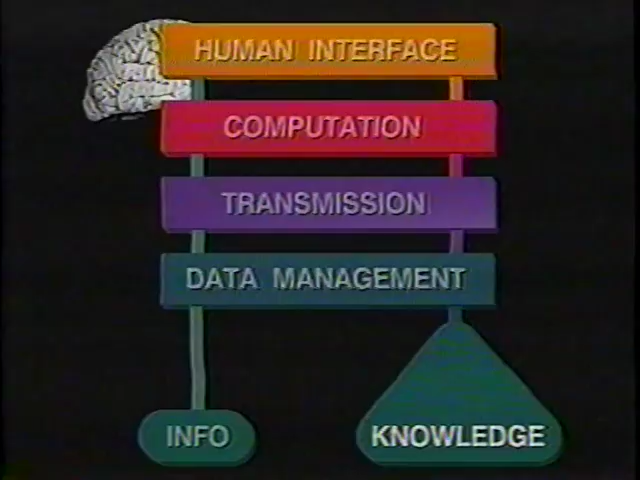 HUMAN INTERFACE
COMPUTATION
TRANSMISSION
DATA MANAGEMENT
INFO
KNOWLEDGE